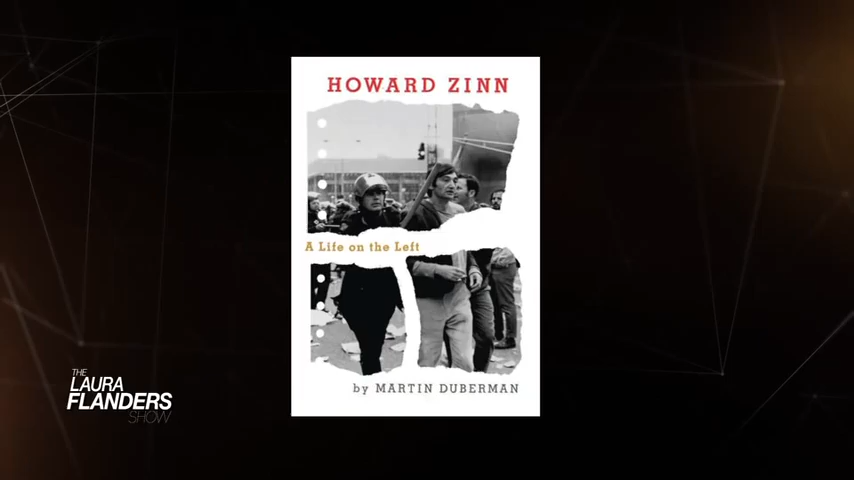 HOWARD ZINN
A Life on the Left
by MARTIN DUBERMAN
THE
LAURA
FLANDERS
SHOW